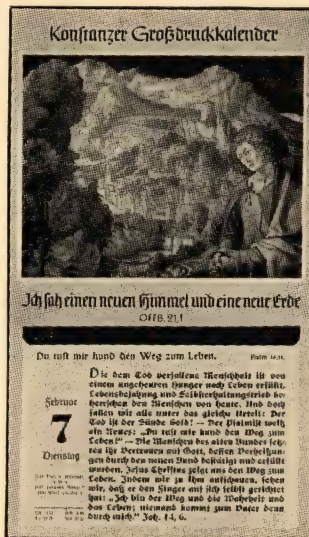 Konstanzer Großdruckkalender
Ich sah einen neuen Himmel und eine neue Erde
Offb. 21,1
Du tust mir kund den Weg zum Leben. Psalm 16,11.
Februar
7
Dienstag
Die dem Tod verfallene Menschheit ist von
einem ungeheuren Hunger nach Leben erfüllt.
Lebensbejahung und Selbsterhaltungstrieb be-
herrschen den Menschen von heute. Und doch
fallen wir alle unter das gleiche Urteil: Der
Tod ist der Sünde Sold! — Der Psalmist weiß
ein Neues: „Du tust mir kund den Weg zum
Leben!“ — Die Menschen des alten Bundes setz-
ten ihr Vertrauen auf Gott, dessen Verheißun-
gen durch den neuen Bund bestätigt und erfüllt
wurden. Jesus Christus zeigt uns den Weg zum
Leben. Indem wir zu Ihm aufschauen, sehen
wir, daß er den Finger auf sich selbst gerichtet
hat: „Ich bin der Weg und die Wahrheit und
das Leben; niemand kommt zum Vater denn
durch mich.“ Joh. 14, 6.